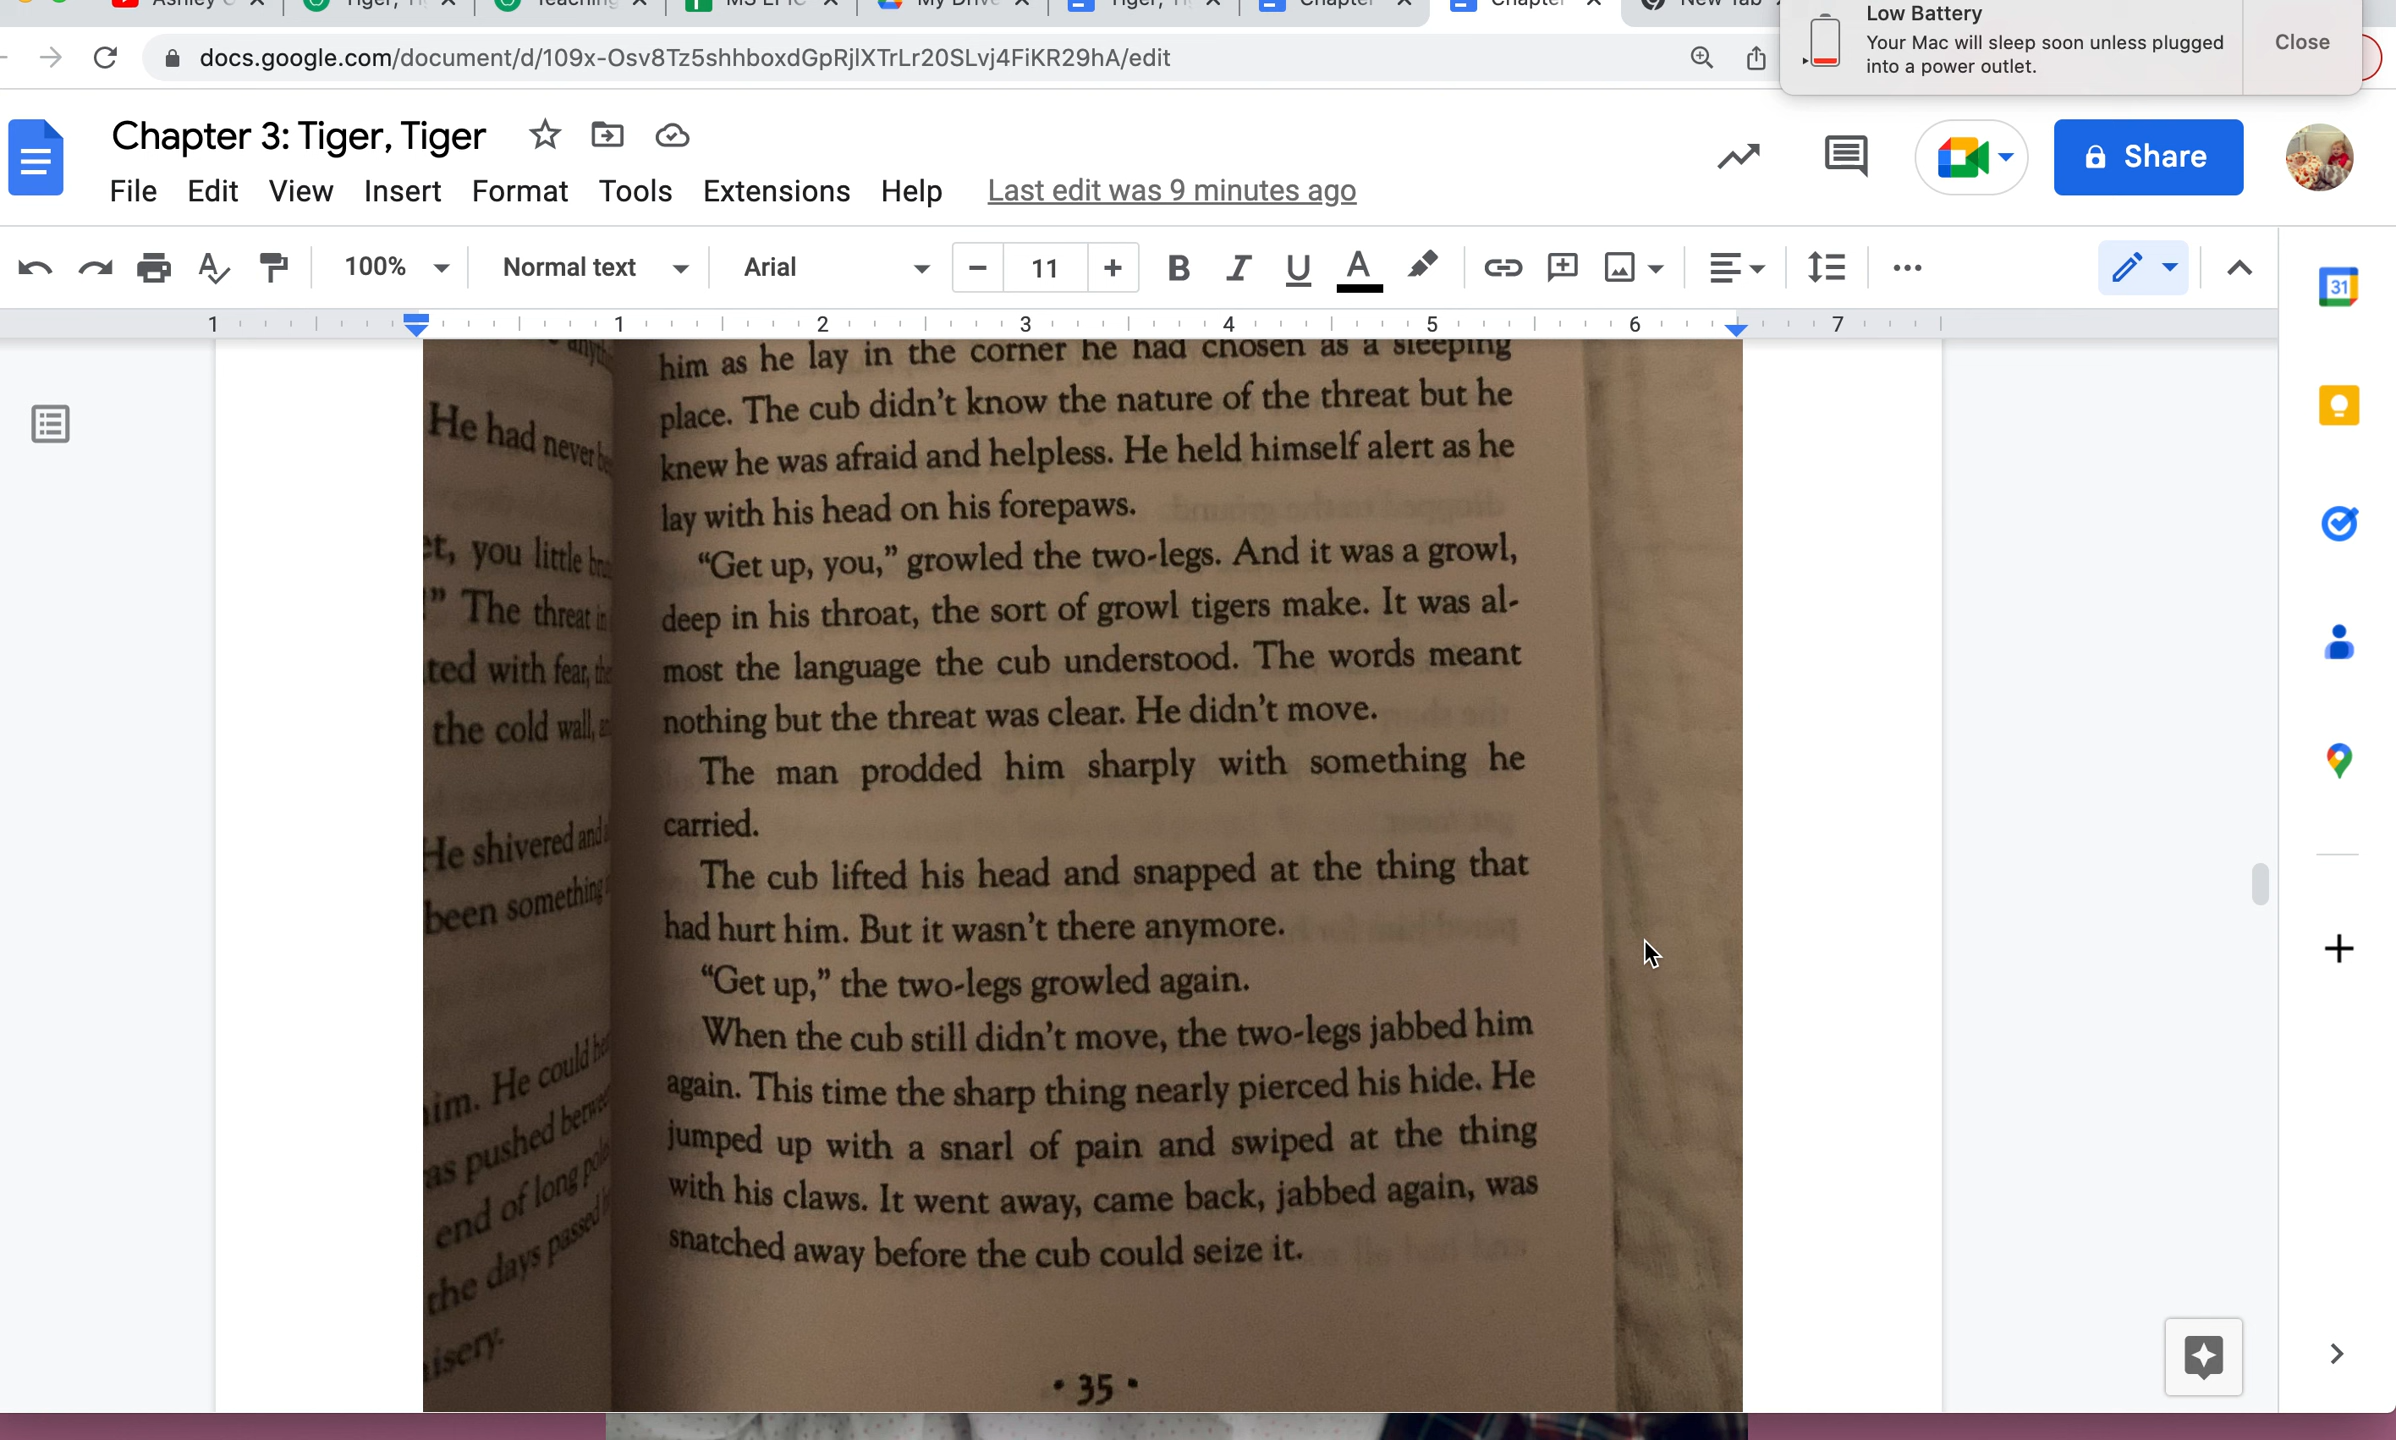 Low Battery
Your Mac will sleep soon unless plugged
into a power outlet.
Close
docs.google.com/document/d/109x-Osv8Tz5shhboxdGpRjlXTrLr20SLvj4FiKR29hA/edit
Chapter 3: Tiger, Tiger
Share
File Edit View Insert Format Tools Extensions Help Last edit was 9 minutes ago
100% Normal text Arial 11 B I U A
31
1 1 2 3 4 5 6 7
him as he lay in the corner he had chosen as a sleeping
place. The cub didn't know the nature of the threat but he
knew he was afraid and helpless. He held himself alert as he
lay with his head on his forepaws.
“Get up, you,” growled the two-legs. And it was a growl,
deep in his throat, the sort of growl tigers make. It was al-
most the language the cub understood. The words meant
nothing but the threat was clear. He didn't move.
The man prodded him sharply with something he
carried.
The cub lifted his head and snapped at the thing that
had hurt him. But it wasn't there anymore.
“Get up,” the two-legs growled again.
When the cub still didn't move, the two-legs jabbed him
again. This time the sharp thing nearly pierced his hide. He
jumped up with a snarl of pain and swiped at the thing
with his claws. It went away, came back, jabbed again, was
snatched away before the cub could seize it.
• 35 •
He had never
you little
” The threat
with fear,
the cold wall,
He shivered and
been something
him. He could
pushed
end of long
the days passed